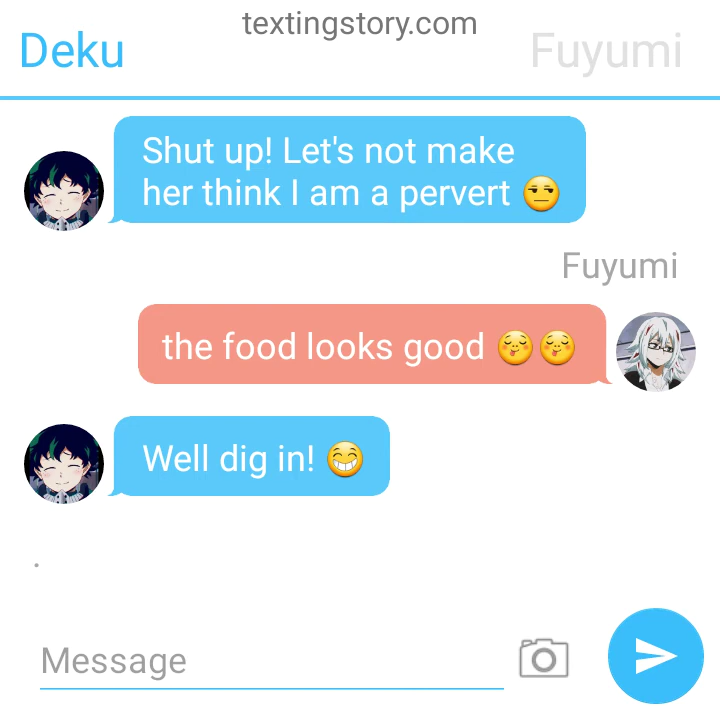 textingstory.com
Deku
Fuyumi
Shut up! Let's not make
her think I am a pervert 😒
Fuyumi
the food looks good 😋😋
Well dig in! 😁
.
Message